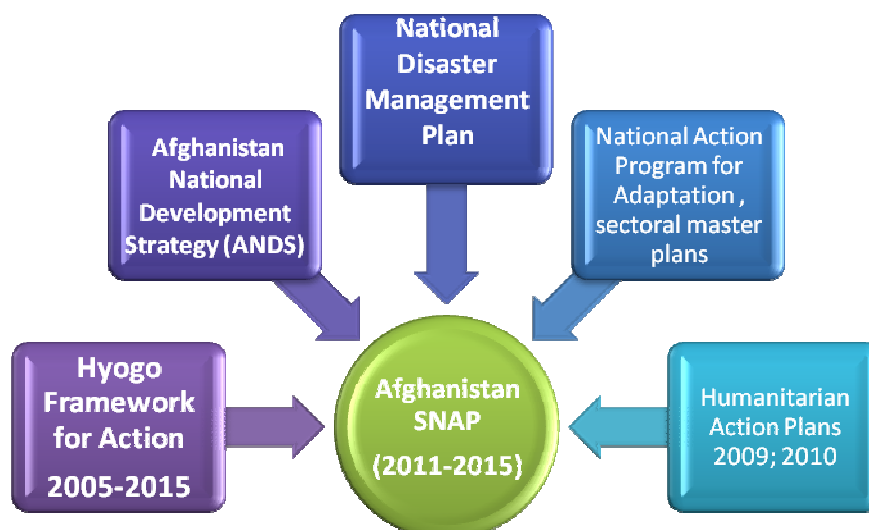 National
Disaster
Management
Plan
Afghanistan
National
Development
Strategy (ANDS)
National Action
Program for
Adaptation ,
sectoral master
plans
Hyogo
Framework
for Action
2005-2015
Afghanistan
SNAP
(2011-2015)
Humanitarian
Action Plans
2009; 2010